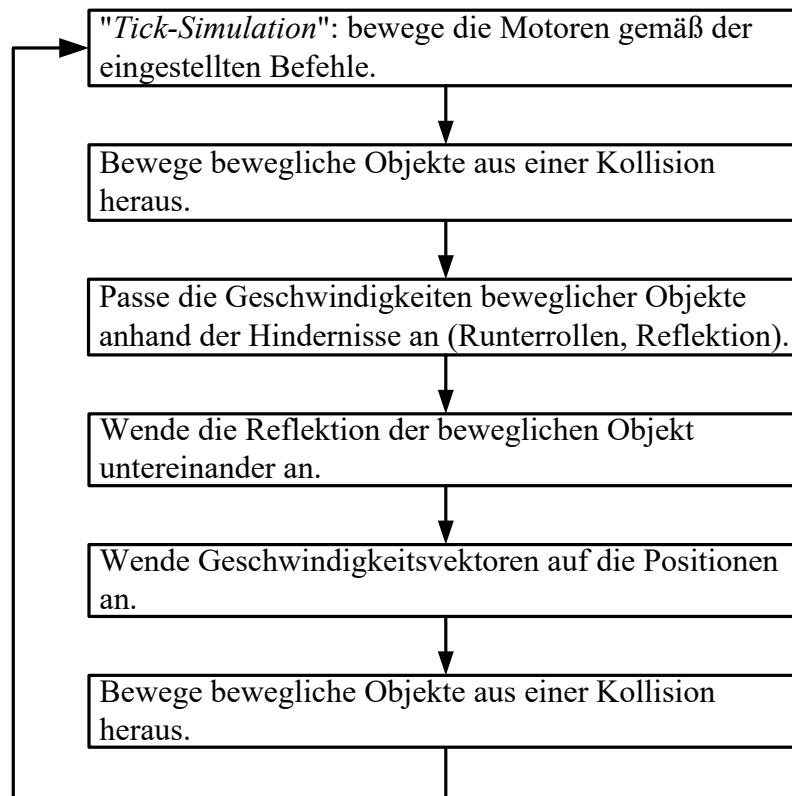 "Tick-Simulation": bewege die Motoren gemäß der
eingestellten Befehle.
Bewege bewegliche Objekte aus einer Kollision
heraus.
Passe die Geschwindigkeiten beweglicher Objekte
anhand der Hindernisse an (Runterrollen, Reflektion).
Wende die Reflektion der beweglichen Objekt
untereinander an.
Wende Geschwindigkeitsvektoren auf die Positionen
an.
Bewege bewegliche Objekte aus einer Kollision
heraus.